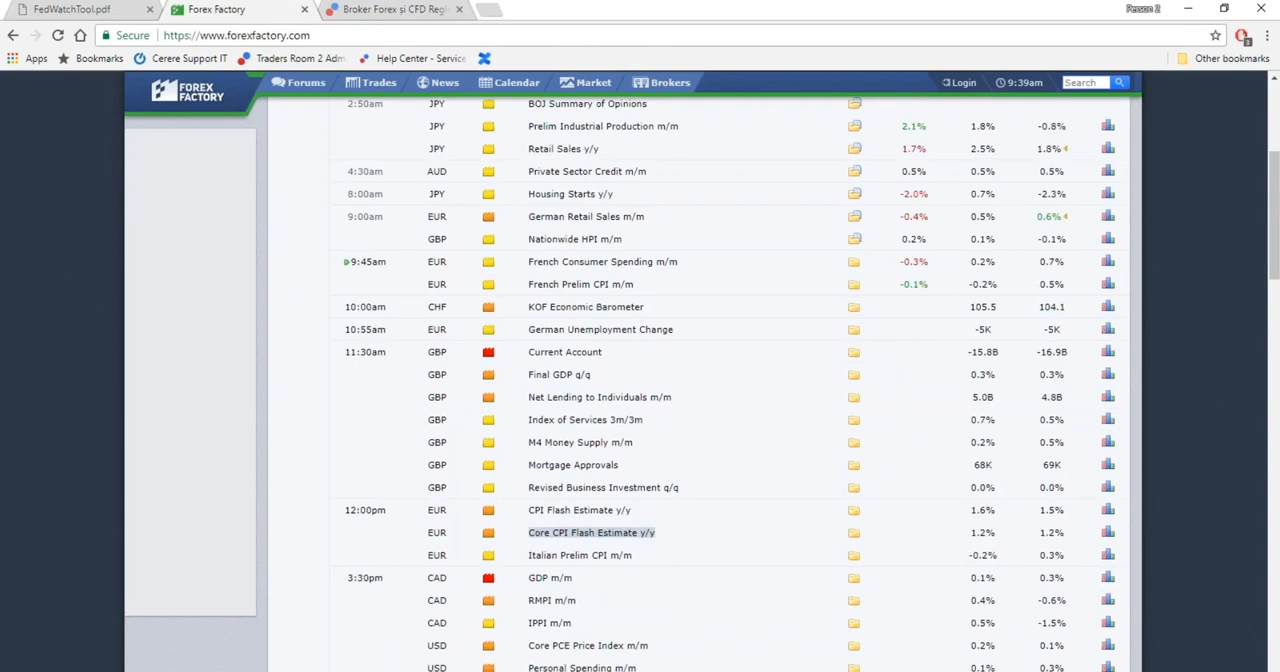 FedWatchTool.pdf Forex Factory Broker Forex și CFD Regl Person 2
Secure https://www.forexfactory.com 3
Apps Bookmarks Cerere Support IT Traders Room 2 Adm Help Center - Service Other bookmarks
FOREX FACTORY Forums Trades News Calendar Market Brokers Login 9:39am Search
2:50am JPY BOJ Summary of Opinions
JPY Prelim Industrial Production m/m 2.1% 1.8% -0.8%
JPY Retail Sales y/y 1.7% 2.5% 1.8%
4:30am AUD Private Sector Credit m/m 0.5% 0.5% 0.5%
8:00am JPY Housing Starts y/y -2.0% 0.7% -2.3%
9:00am EUR German Retail Sales m/m -0.4% 0.5% 0.6%
GBP Nationwide HPI m/m 0.2% 0.1% -0.1%
9:45am EUR French Consumer Spending m/m -0.3% 0.2% 0.7%
EUR French Prelim CPI m/m -0.1% -0.2% 0.5%
10:00am CHF KOF Economic Barometer 105.5 104.1
10:55am EUR German Unemployment Change -5K -5K
11:30am GBP Current Account -15.8B -16.9B
GBP Final GDP q/q 0.3% 0.3%
GBP Net Lending to Individuals m/m 5.0B 4.8B
GBP Index of Services 3m/3m 0.7% 0.5%
GBP M4 Money Supply m/m 0.2% 0.5%
GBP Mortgage Approvals 68K 69K
GBP Revised Business Investment q/q 0.0% 0.0%
12:00pm EUR CPI Flash Estimate y/y 1.6% 1.5%
EUR Core CPI Flash Estimate y/y 1.2% 1.2%
EUR Italian Prelim CPI m/m -0.2% 0.3%
3:30pm CAD GDP m/m 0.1% 0.3%
CAD RMPI m/m 0.4% -0.6%
CAD IPPI m/m 0.5% -1.5%
USD Core PCE Price Index m/m 0.2% 0.1%
USD Personal Spending m/m 0.1% 0.3%